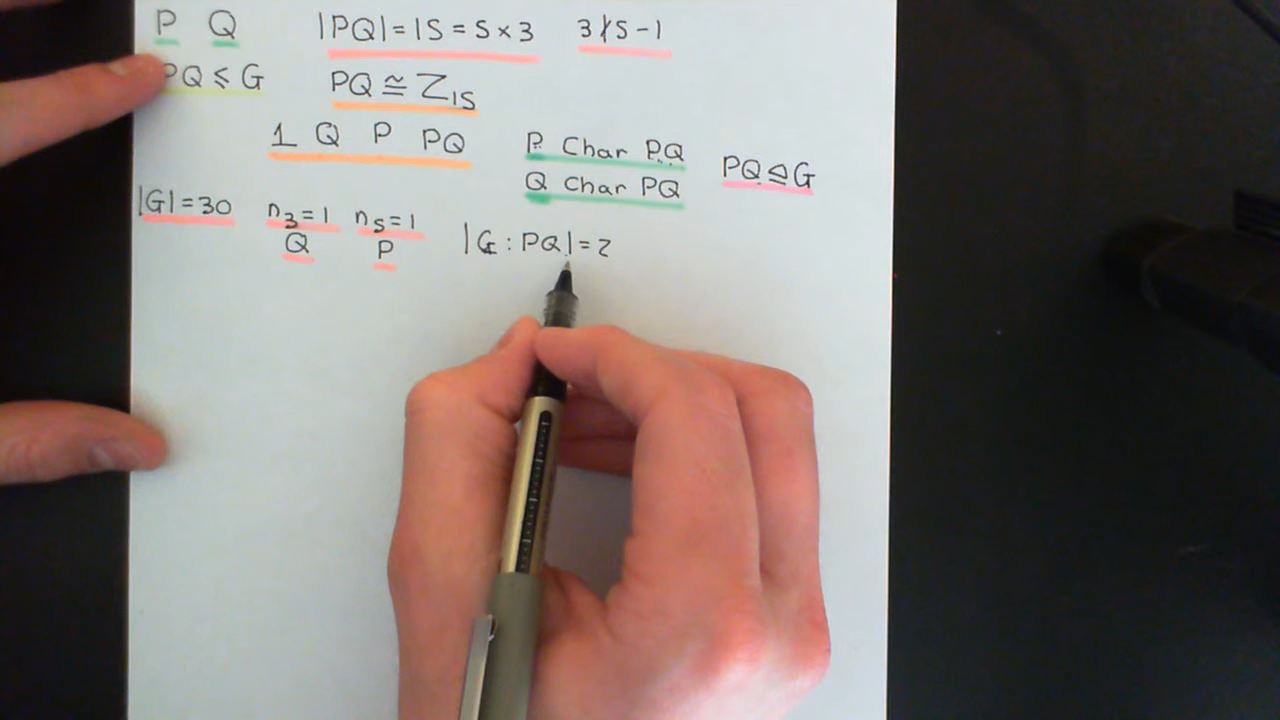 P Q |PQ|=15=5×3 3∤5-1
PQ≤G PQ≅Z₁₅
1 Q P PQ P Char PQ PQ⊴G
Q Char PQ
|G|=30 n₃=1 n₅=1 |G:PQ|=2
Q P